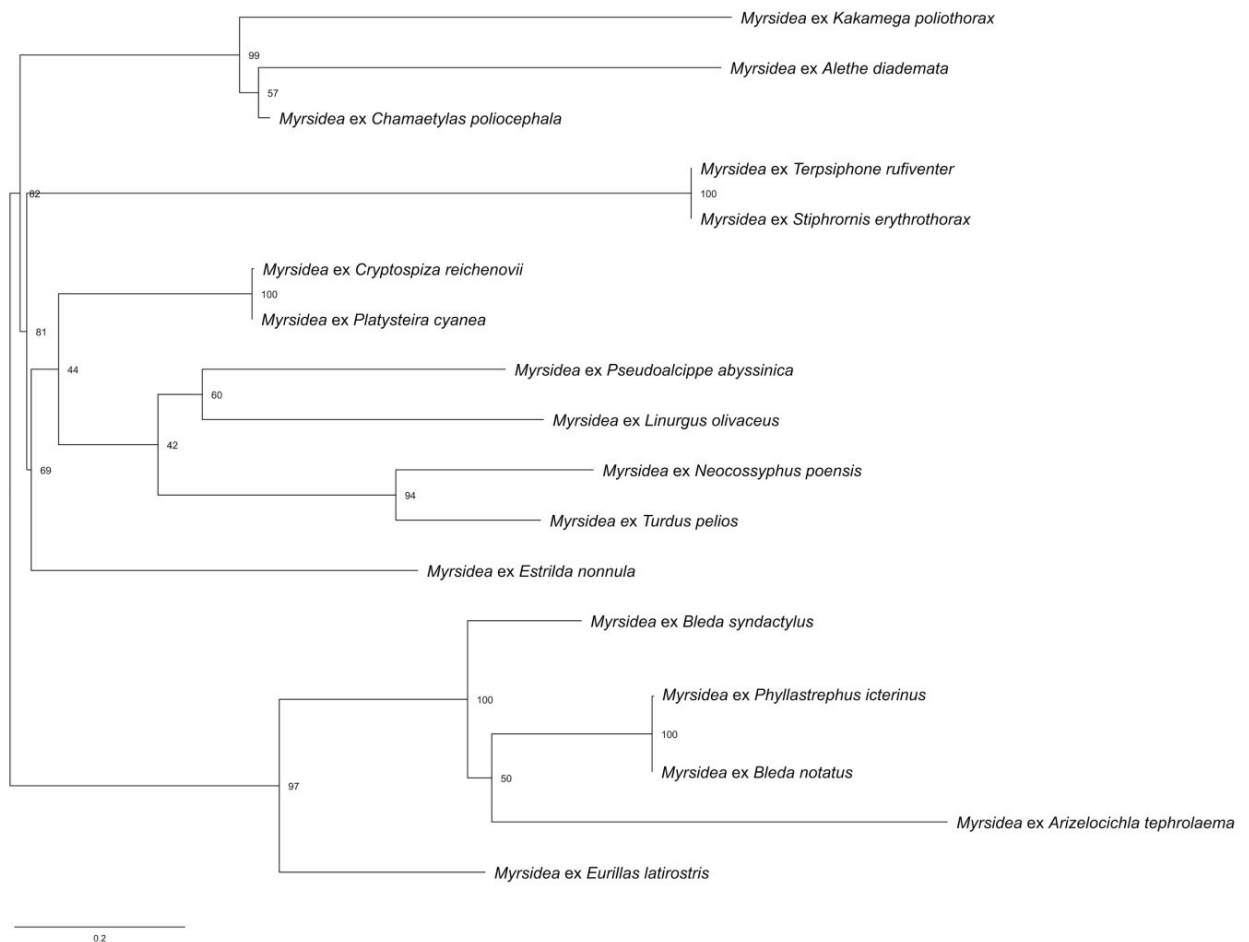 Myrsidea ex Kakamega poliothorax
99
Myrsidea ex Alethe diademata
57
Myrsidea ex Chamaetylas poliocephala
Myrsidea ex Terpsiphone rufiventer
82
100
Myrsidea ex Stiphrornis erythrothorax
Myrsidea ex Cryptospiza reichenovii
100
Myrsidea ex Platysteira cyanea
81
44
Myrsidea ex Pseudoalcippe abyssinica
60
Myrsidea ex Linurgus olivaceus
42
69
Myrsidea ex Neocossyphus poensis
94
Myrsidea ex Turdus pelios
Myrsidea ex Estrilda nonnula
Myrsidea ex Bleda syndactylus
100
Myrsidea ex Phyllastrephus icterinus
100
Myrsidea ex Bleda notatus
50
97
Myrsidea ex Arizelocichla tephrolaema
Myrsidea ex Eurillas latirostris
0.2